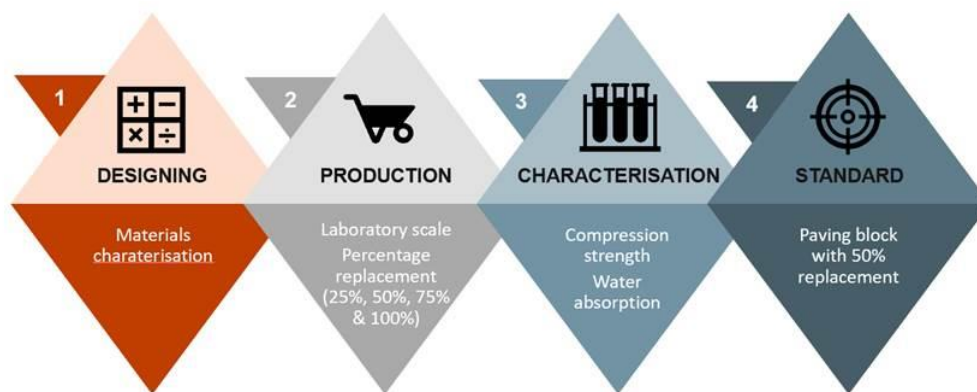 1
DESIGNING
Materials
charaterisation
2
PRODUCTION
Laboratory scale
Percentage
replacement
(25%, 50%, 75%
& 100%)
3
CHARACTERISATION
Compression
strength
Water
absorption
4
STANDARD
Paving block
with 50%
replacement